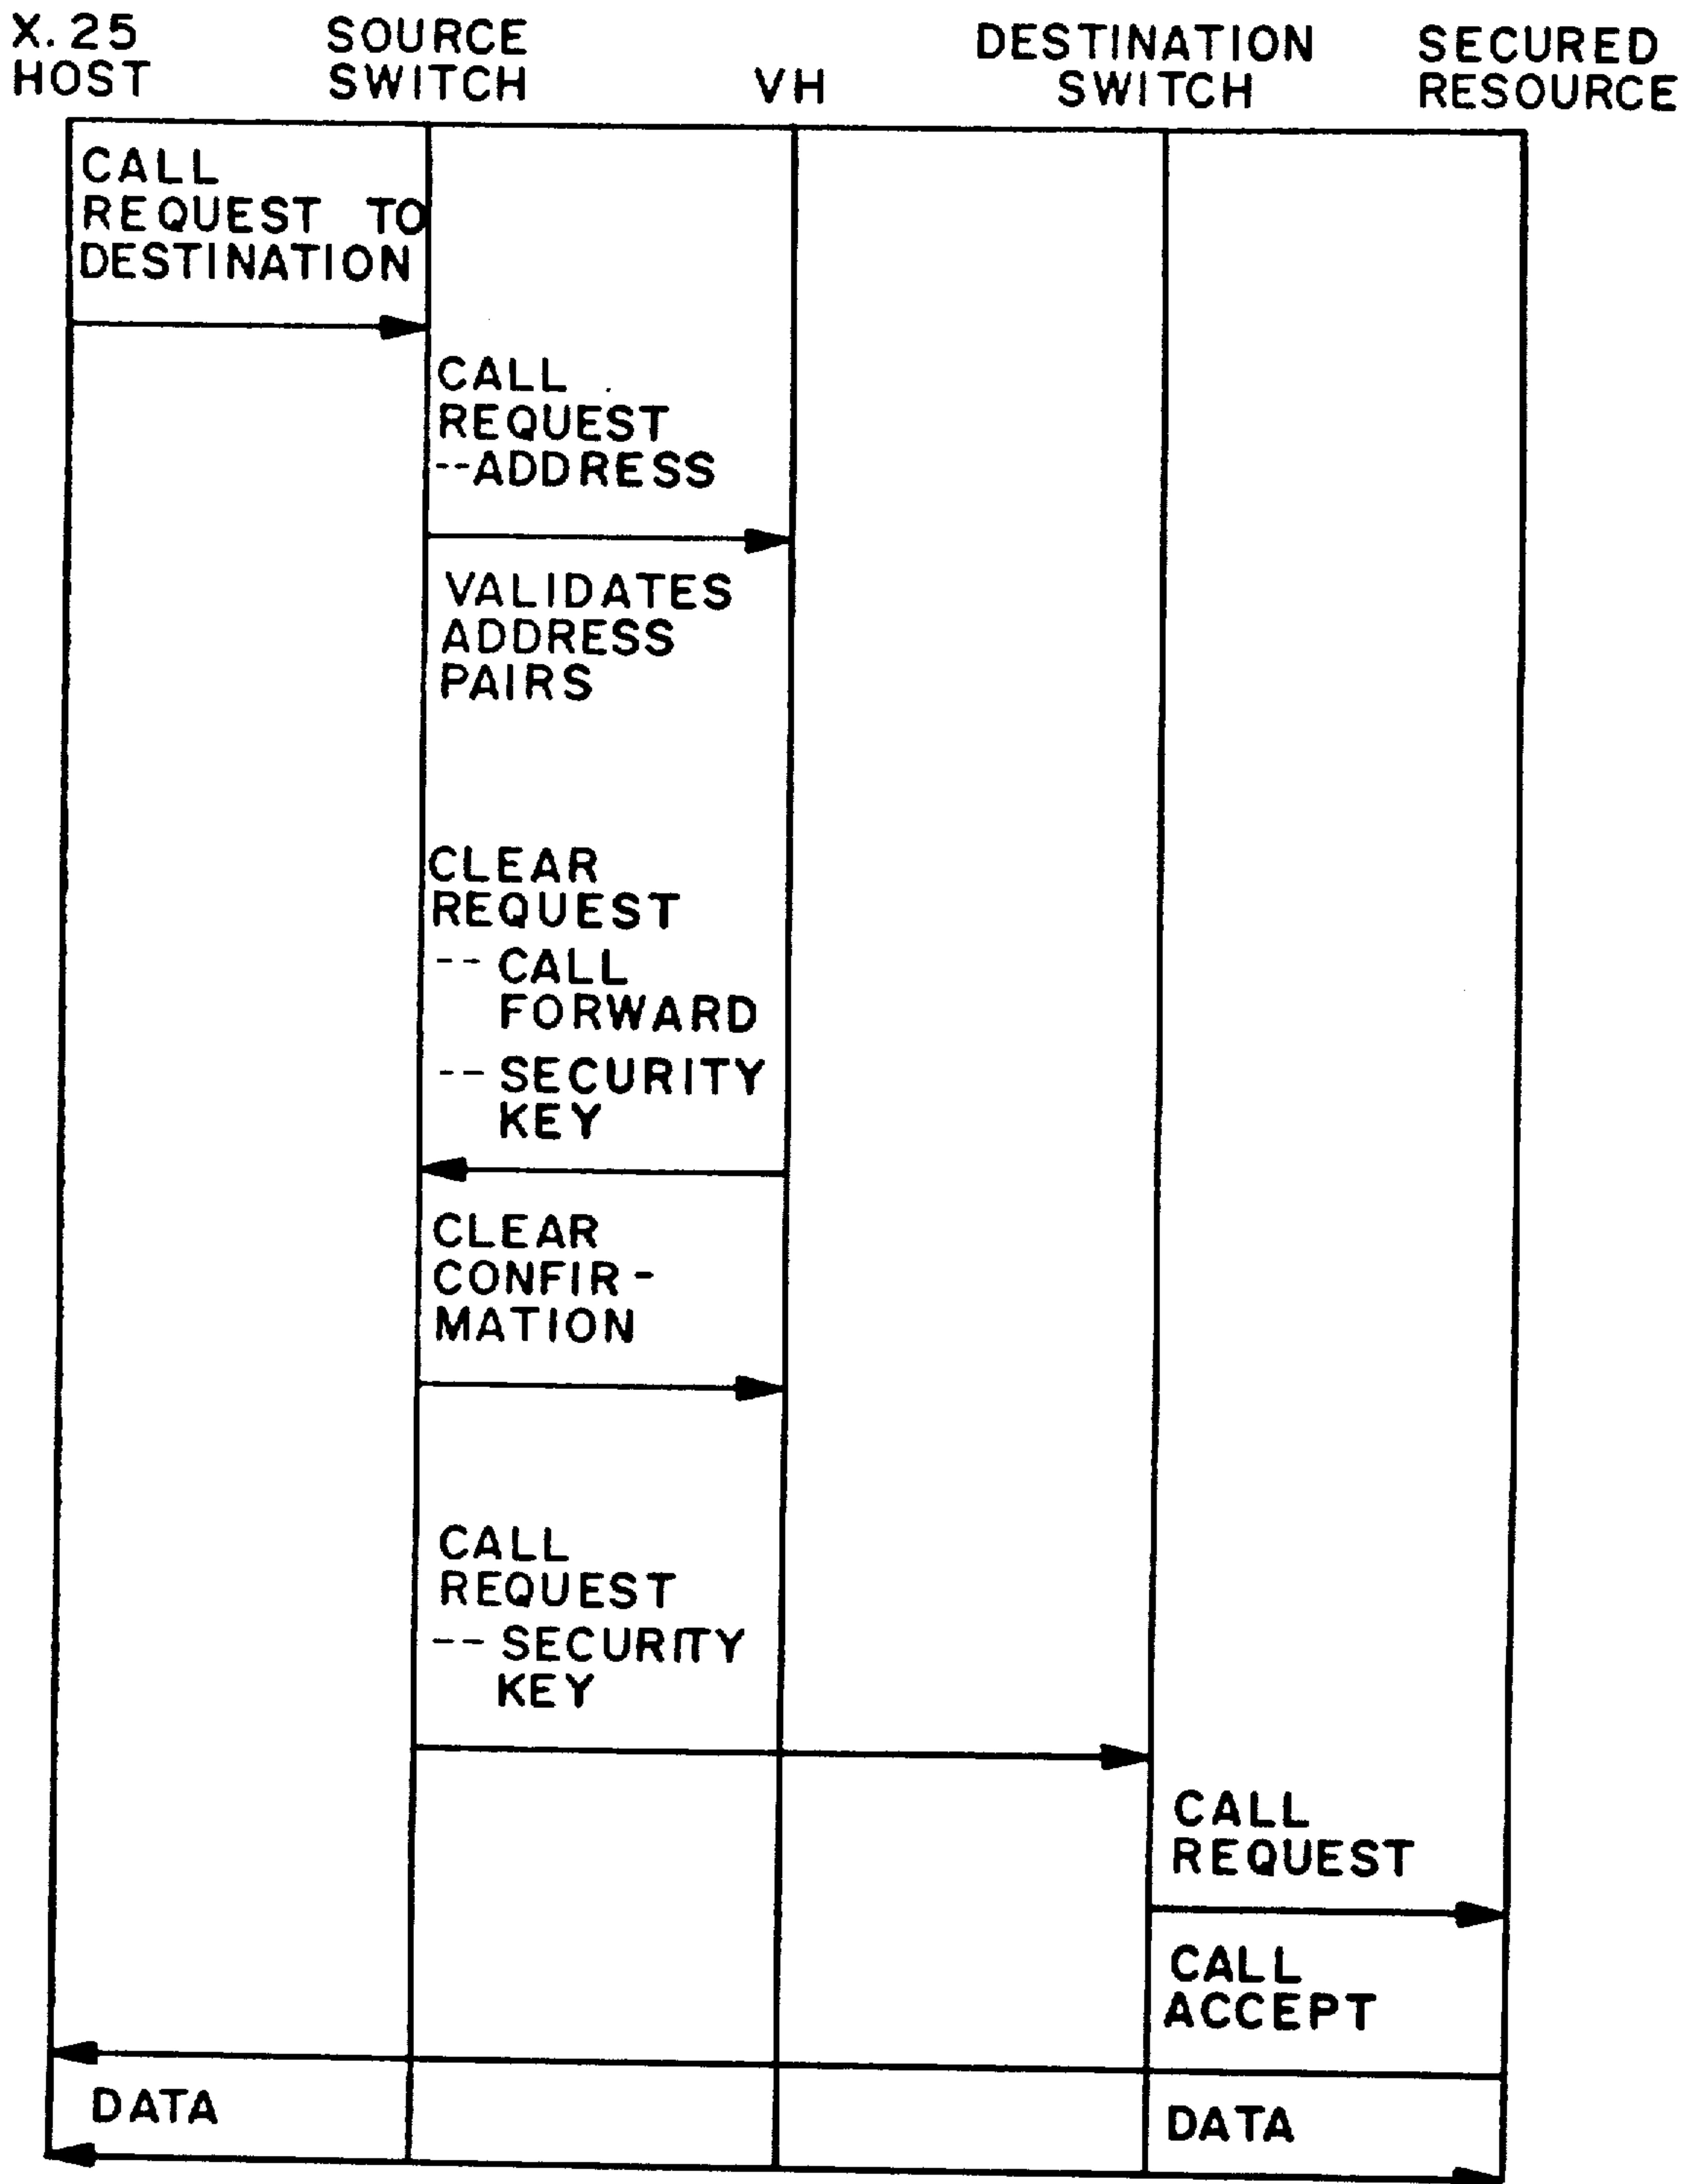 X.25
HOST
SOURCE
SWITCH
VH
DESTINATION
SWITCH
SECURED
RESOURCE
CALL
REQUEST TO
DESTINATION
CALL
REQUEST
--ADDRESS
VALIDATES
ADDRESS
PAIRS
CLEAR
REQUEST
-- CALL
FORWARD
-- SECURITY
KEY
CLEAR
CONFIR-
MATION
CALL
REQUEST
-- SECURITY
KEY
CALL
REQUEST
CALL
ACCEPT
DATA
DATA